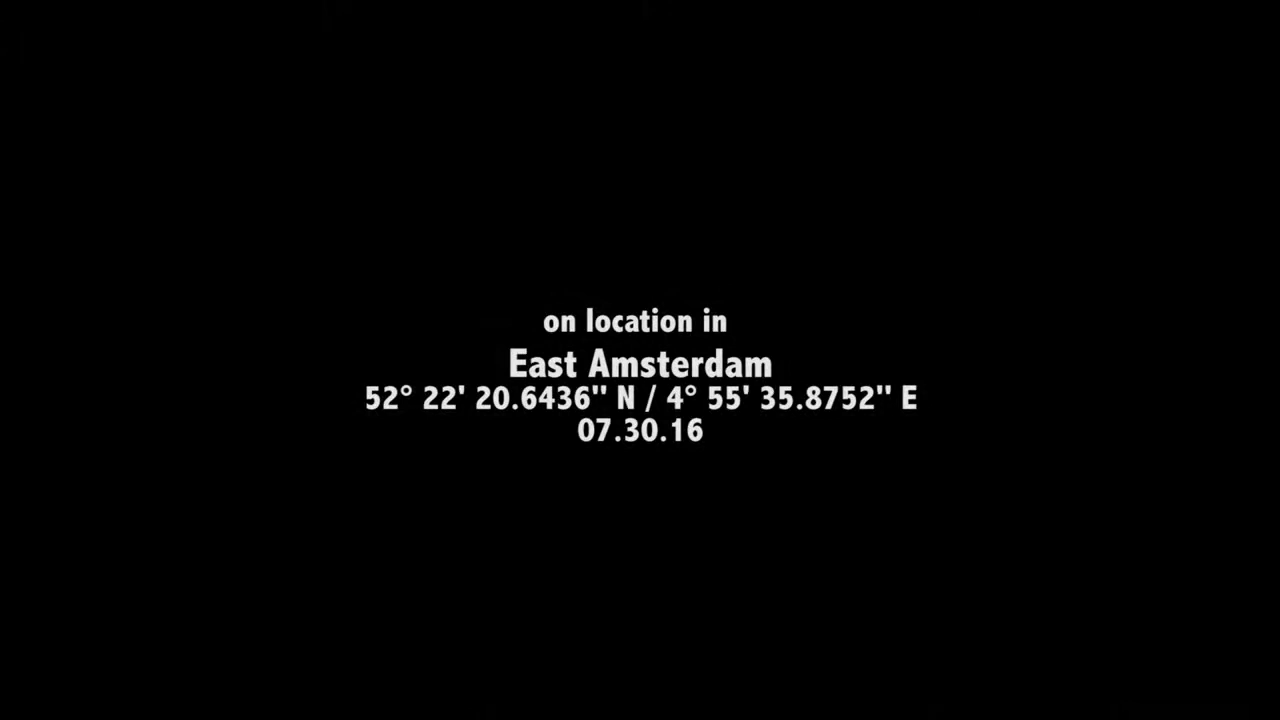 on location in
East Amsterdam
52° 22' 20.6436" N / 4° 55' 35.8752" E
07.30.16